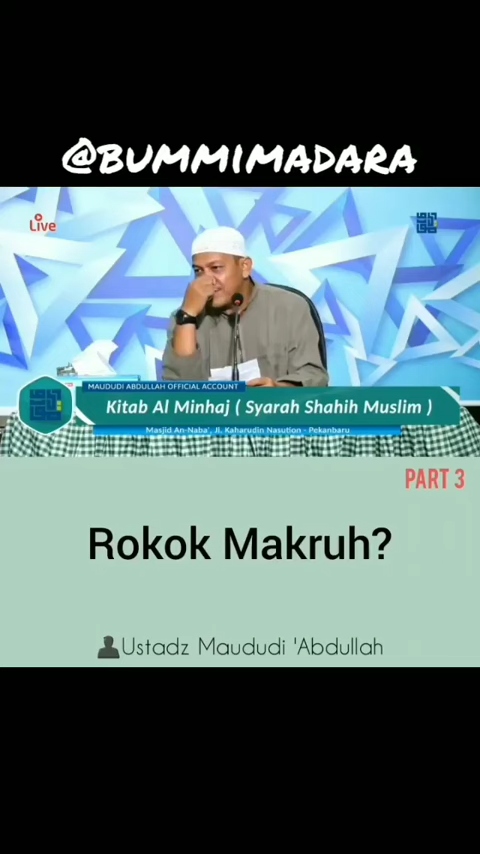 @BUMMIMADARA
Live
MAUDUDI ABDULLAH OFFICIAL ACCOUNT
Kitab Al Minhaj ( Syarah Shahih Muslim )
Masjid An-Naba', Jl. Kaharudin Nasution - Pekanbaru
PART 3
Rokok Makruh?
Ustadz Maududi 'Abdullah